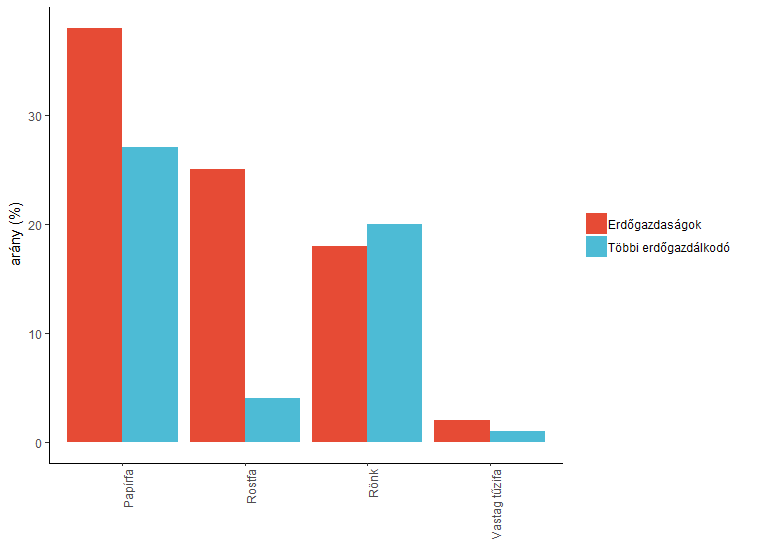 arány (%)
30
20
10
0
Papírfa
Rostfa
Rönk
Vastag tűzifa
Erdőgazdaságok
Többi erdőgazdálkodó